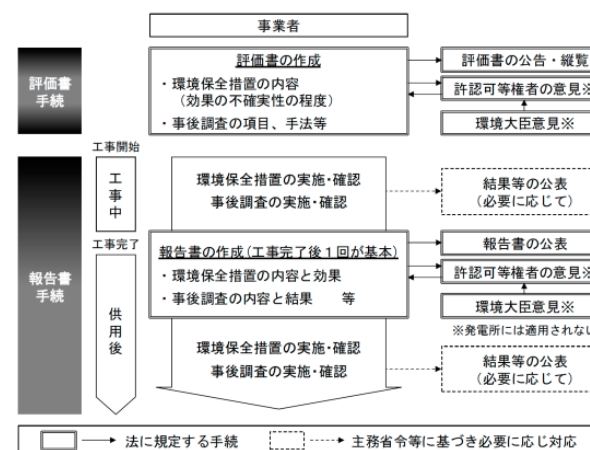 事業者
評価書
手続
評価書の作成
・環境保全措置の内容
（効果の不確実性の程度）
・事後調査の項目、手法等
評価書の公告・縦覧
許認可等権者の意見※
環境大臣意見※
工事開始
工事中
環境保全措置の実施・確認
事後調査の実施・確認
結果等の公表
（必要に応じて）
工事完了
報告書
手続
報告書の作成（工事完了後１回が基本）
・環境保全措置の内容と効果
・事後調査の内容と結果　等
報告書の公表
許認可等権者の意見※
環境大臣意見※
※発電所には適用されない
供用後
環境保全措置の実施・確認
事後調査の実施・確認
結果等の公表
（必要に応じて）
法に規定する手続
主務省令等に基づき必要に応じ対応